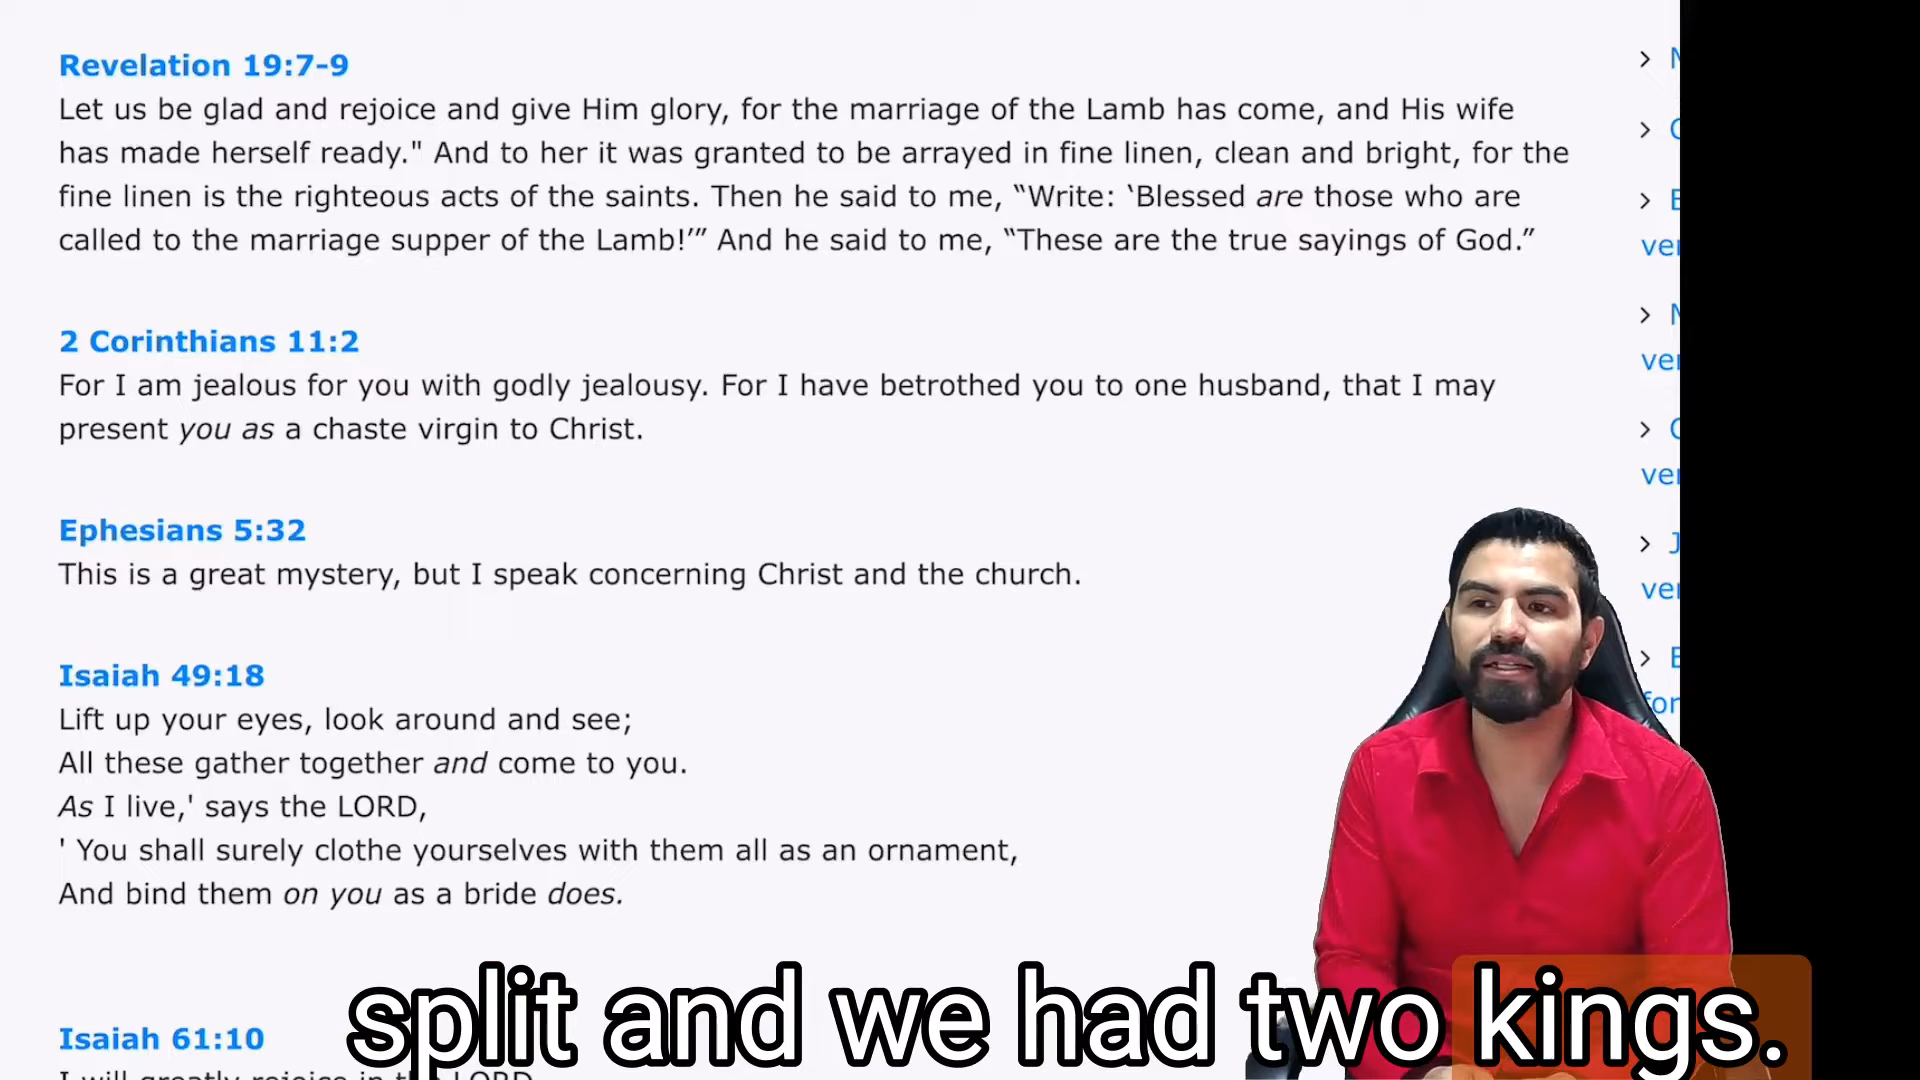 Revelation 19:7-9
Let us be glad and rejoice and give Him glory, for the marriage of the Lamb has come, and His wife
has made herself ready." And to her it was granted to be arrayed in fine linen, clean and bright, for the
fine linen is the righteous acts of the saints. Then he said to me, “Write: ‘Blessed are those who are
called to the marriage supper of the Lamb!’” And he said to me, “These are the true sayings of God.”
2 Corinthians 11:2
For I am jealous for you with godly jealousy. For I have betrothed you to one husband, that I may
present you as a chaste virgin to Christ.
Ephesians 5:32
This is a great mystery, but I speak concerning Christ and the church.
Isaiah 49:18
Lift up your eyes, look around and see;
All these gather together and come to you.
As I live,' says the LORD,
' You shall surely clothe yourselves with them all as an ornament,
And bind them on you as a bride does.
Isaiah 61:10
I will greatly rejoice in the LORD
split and we had two kings.